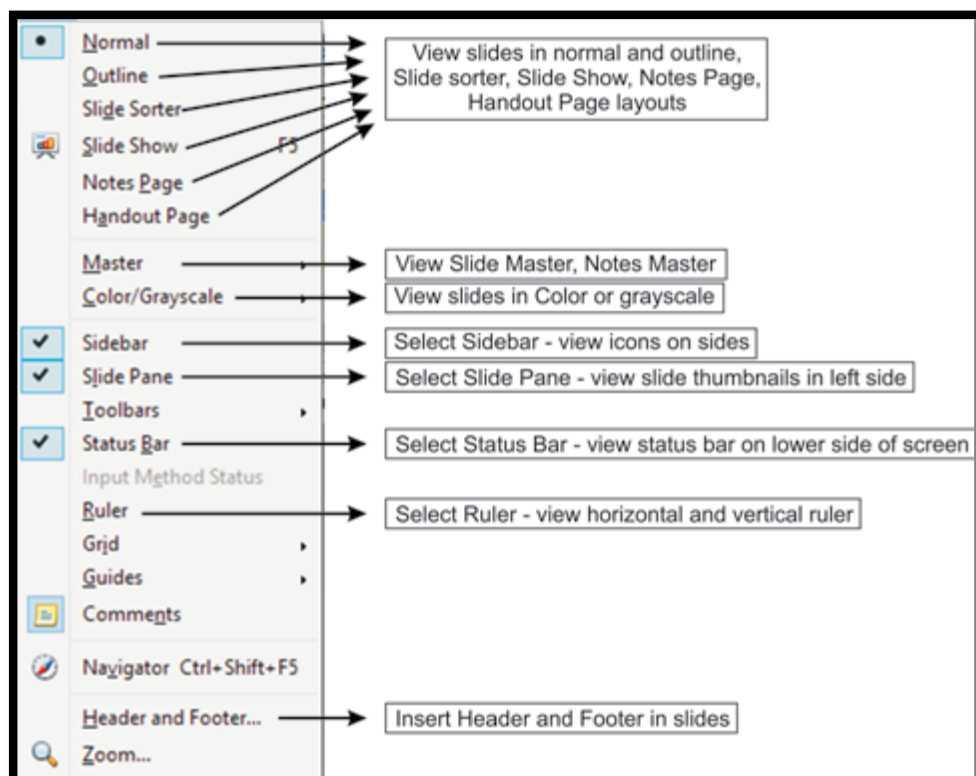 Normal
Outline
Slide Sorter
Slide Show F5
Notes Page
Handout Page
View slides in normal and outline,
Slide sorter, Slide Show, Notes Page,
Handout Page layouts
Master
View Slide Master, Notes Master
Color/Grayscale
View slides in Color or grayscale
Sidebar
Select Sidebar - view icons on sides
Slide Pane
Select Slide Pane - view slide thumbnails in left side
Toolbars
Status Bar
Select Status Bar - view status bar on lower side of screen
Input Method Status
Ruler
Select Ruler - view horizontal and vertical ruler
Grid
Guides
Comments
Navigator Ctrl+Shift+F5
Header and Footer...
Insert Header and Footer in slides
Zoom...